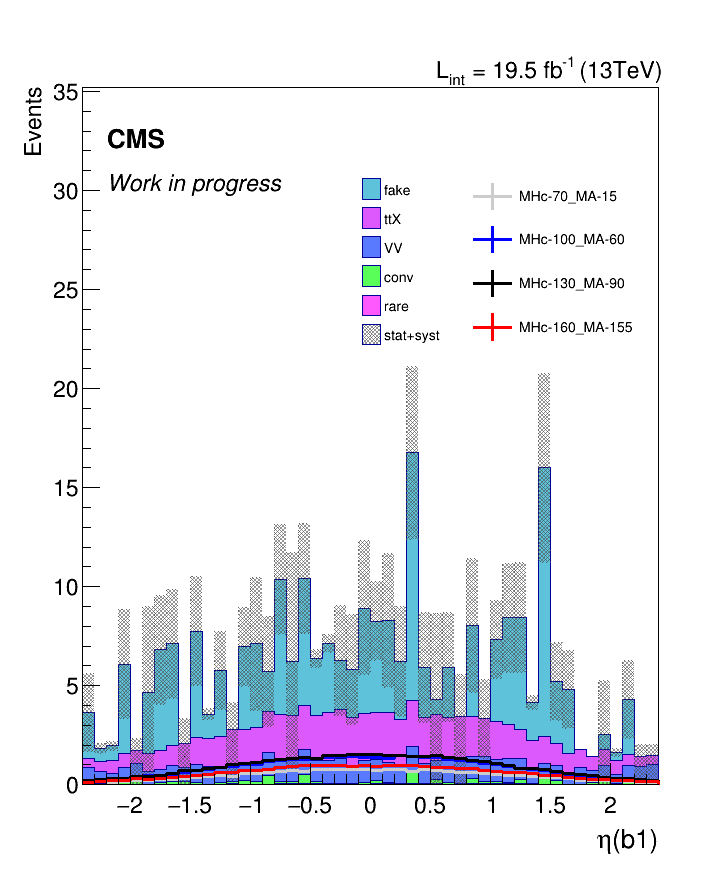 L_int = 19.5 fb^-1 (13TeV)
Events
35
30
25
20
15
10
5
0
CMS
Work in progress
fake
ttX
VV
conv
rare
stat+syst
MHc-70_MA-15
MHc-100_MA-60
MHc-130_MA-90
MHc-160_MA-155
−2 −1.5 −1 −0.5 0 0.5 1 1.5 2
η(b1)